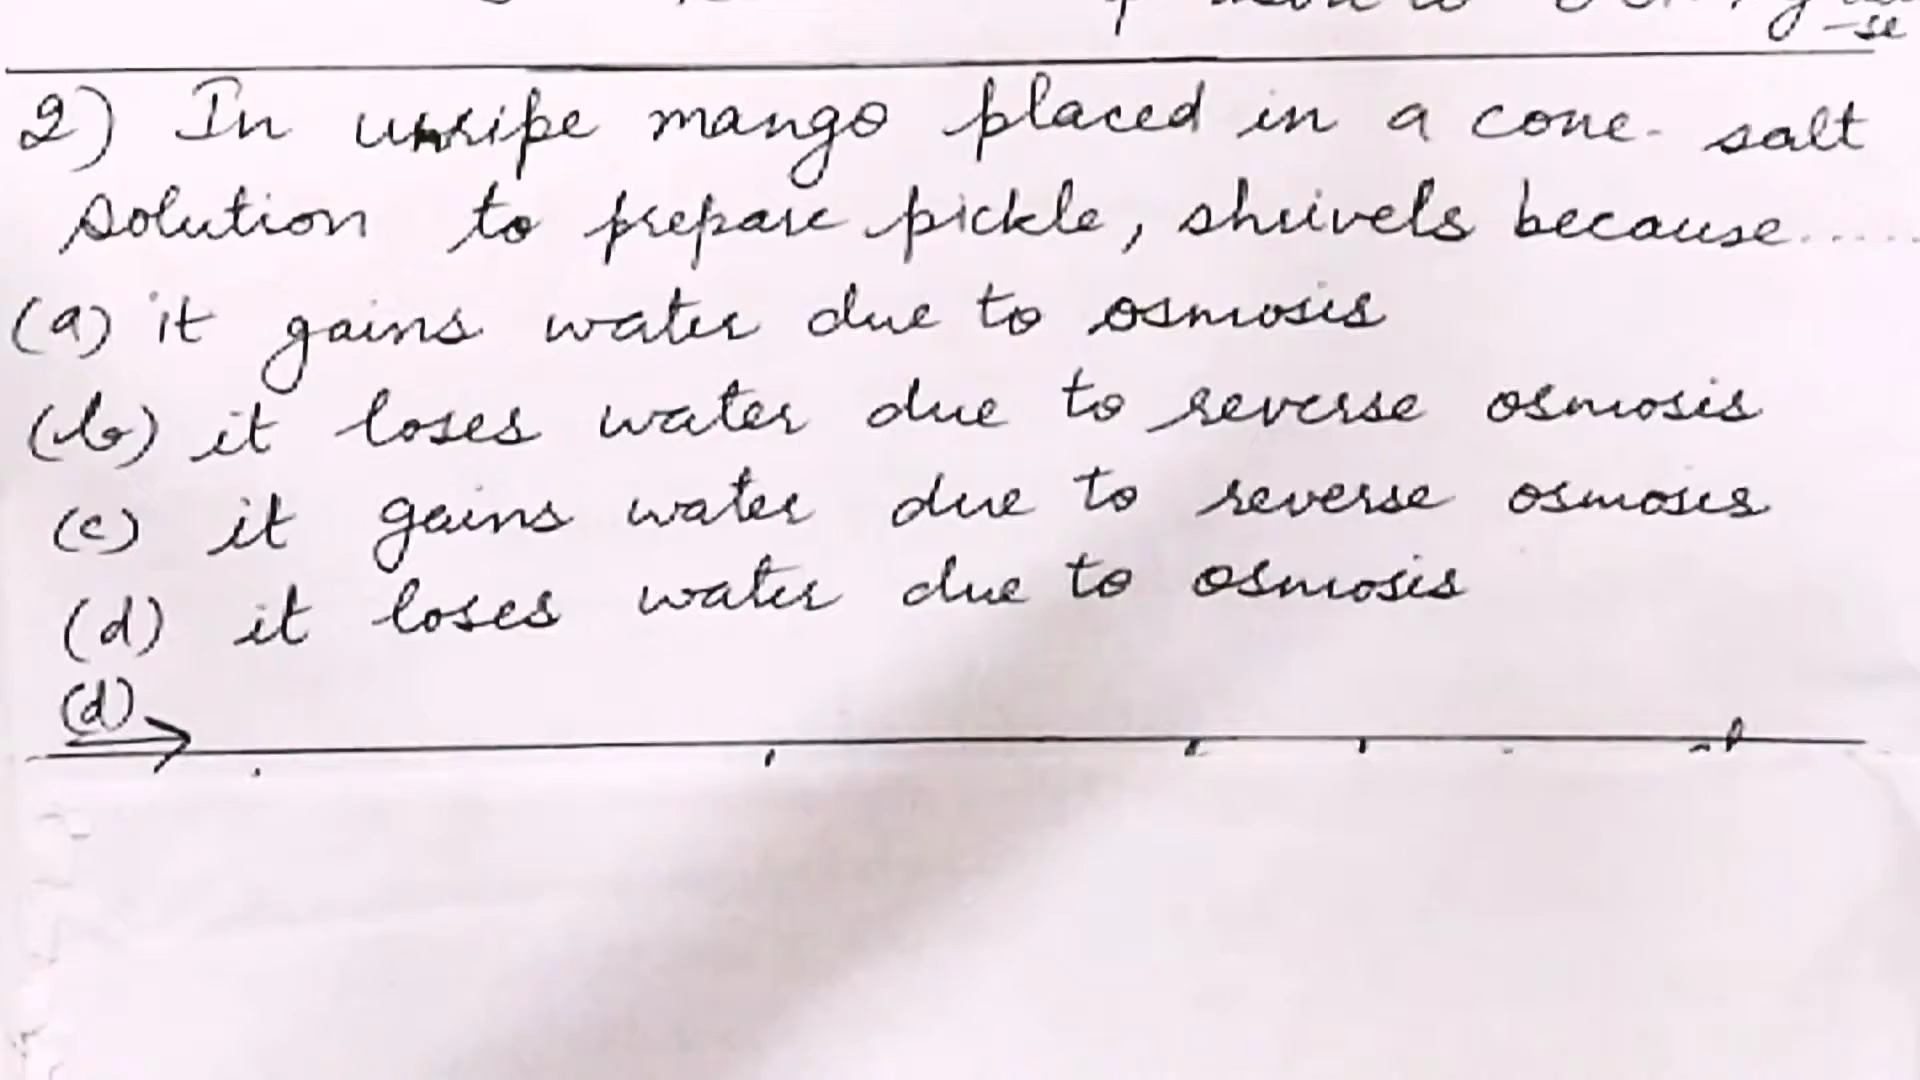 -se
2) In unripe mango placed in a conc. salt
solution to prepare pickle, shrivels because.....
(a) it gains water due to osmosis
(b) it loses water due to reverse osmosis
(c) it gains water due to reverse osmosis
(d) it loses water due to osmosis
(d)